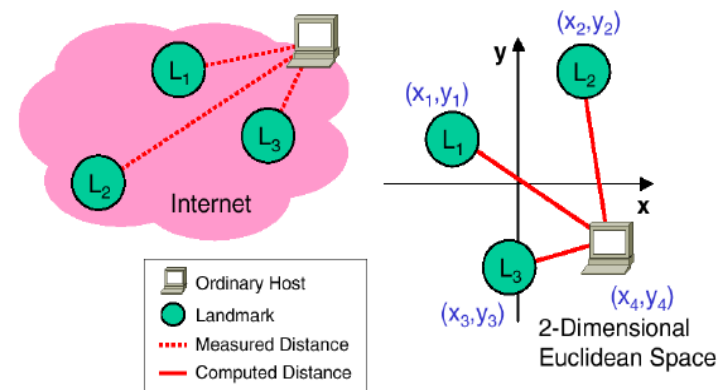 L₁
L₂
L₃
Internet
y
x
(x₁,y₁)
L₁
(x₂,y₂)
L₂
L₃
(x₃,y₃)
(x₄,y₄)
2-Dimensional
Euclidean Space
Ordinary Host
Landmark
Measured Distance
Computed Distance